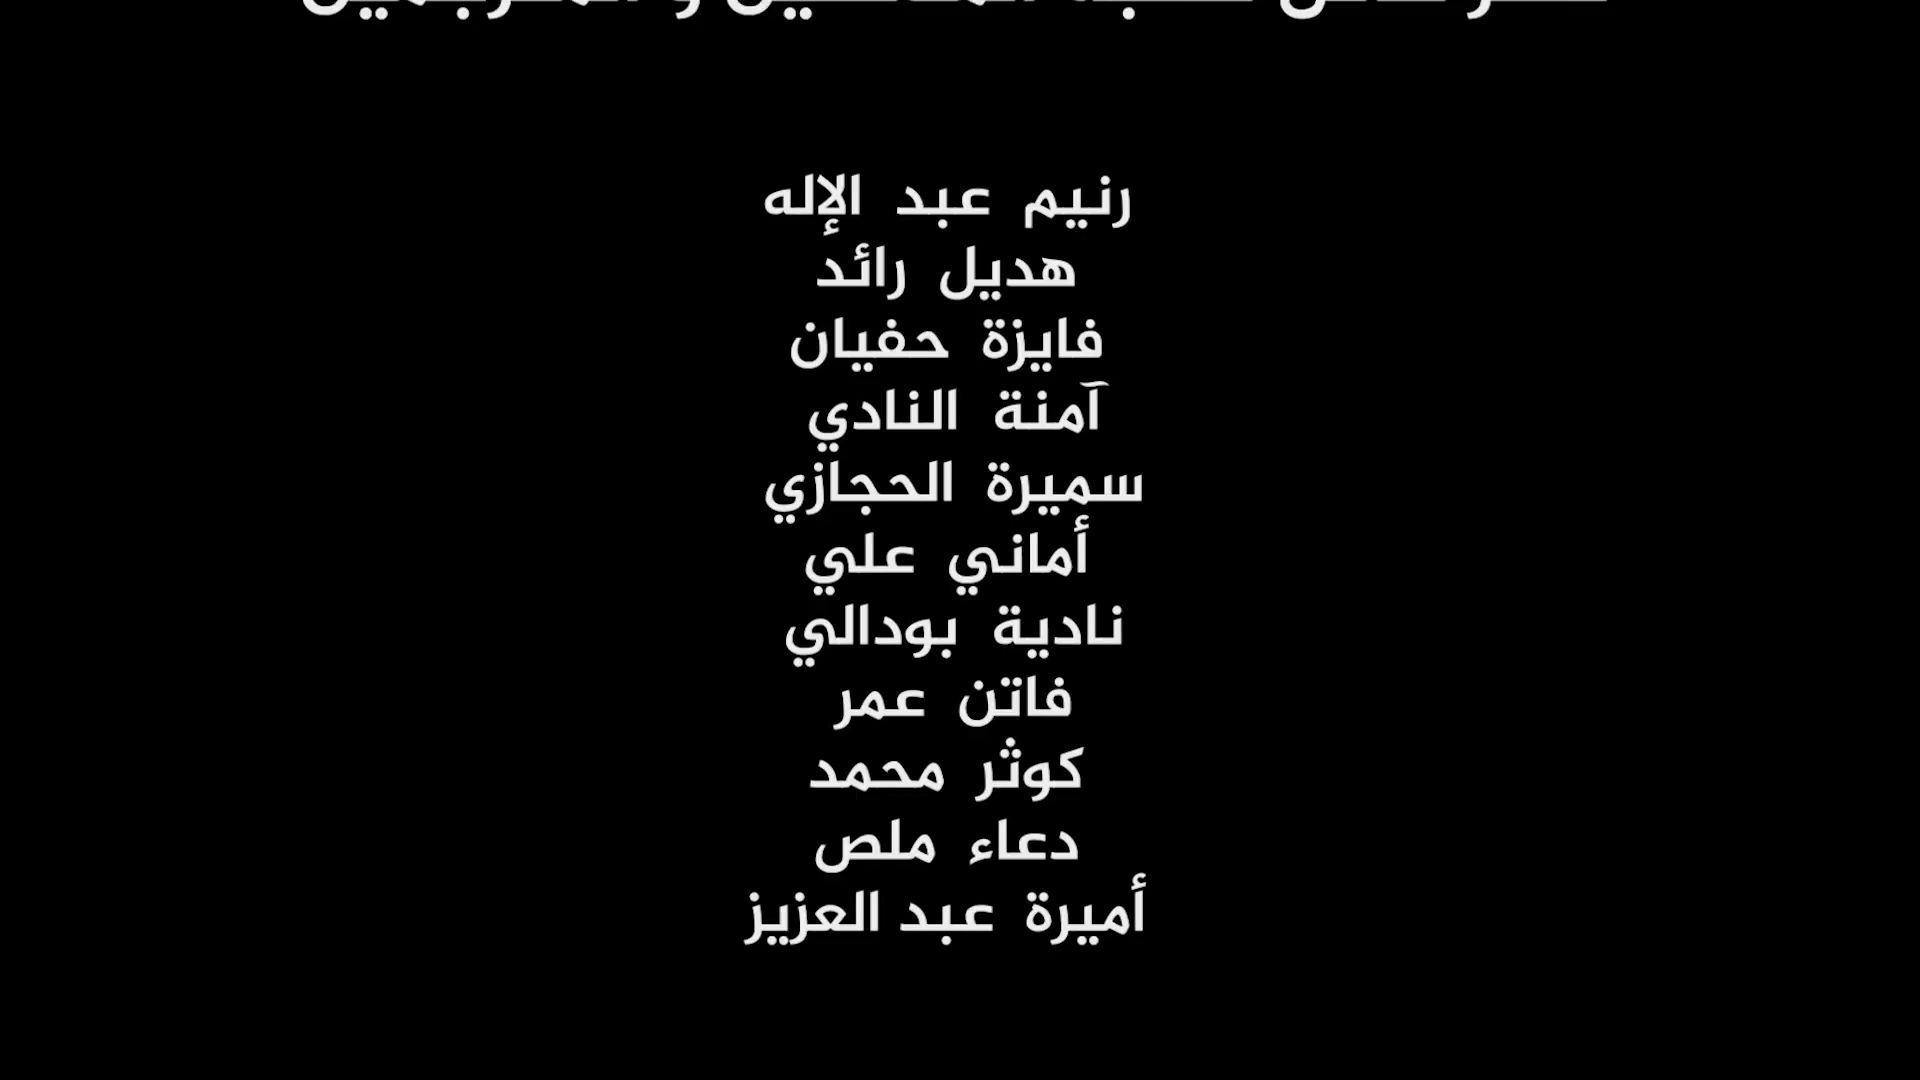 رنيم عبد الإله
هديل رائد
فايزة حفيان
آمنة النادي
سميرة الحجازي
أماني علي
نادية بودالي
فاتن عمر
كوثر محمد
دعاء ملص
أميرة عبد العزيز